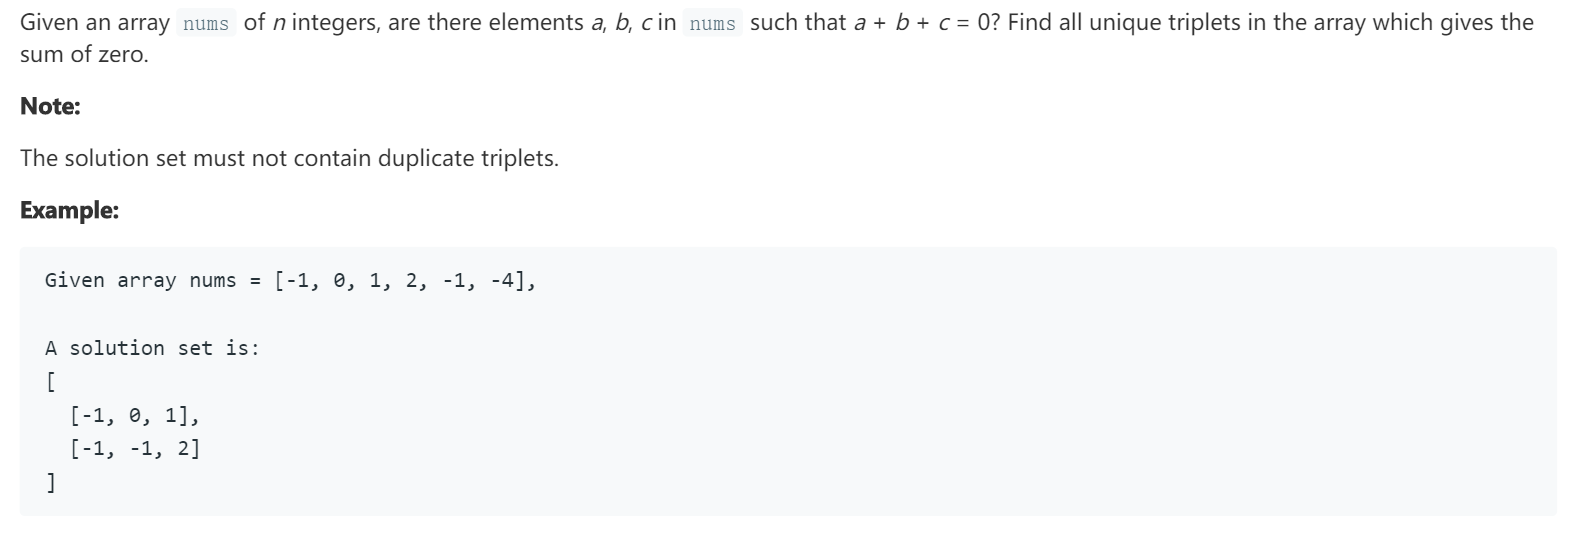 Given an array nums of n integers, are there elements a, b, c in nums such that a + b + c = 0? Find all unique triplets in the array which gives the
sum of zero.
Note:
The solution set must not contain duplicate triplets.
Example:
Given array nums = [-1, 0, 1, 2, -1, -4],
A solution set is:
[
[-1, 0, 1],
[-1, -1, 2]
]